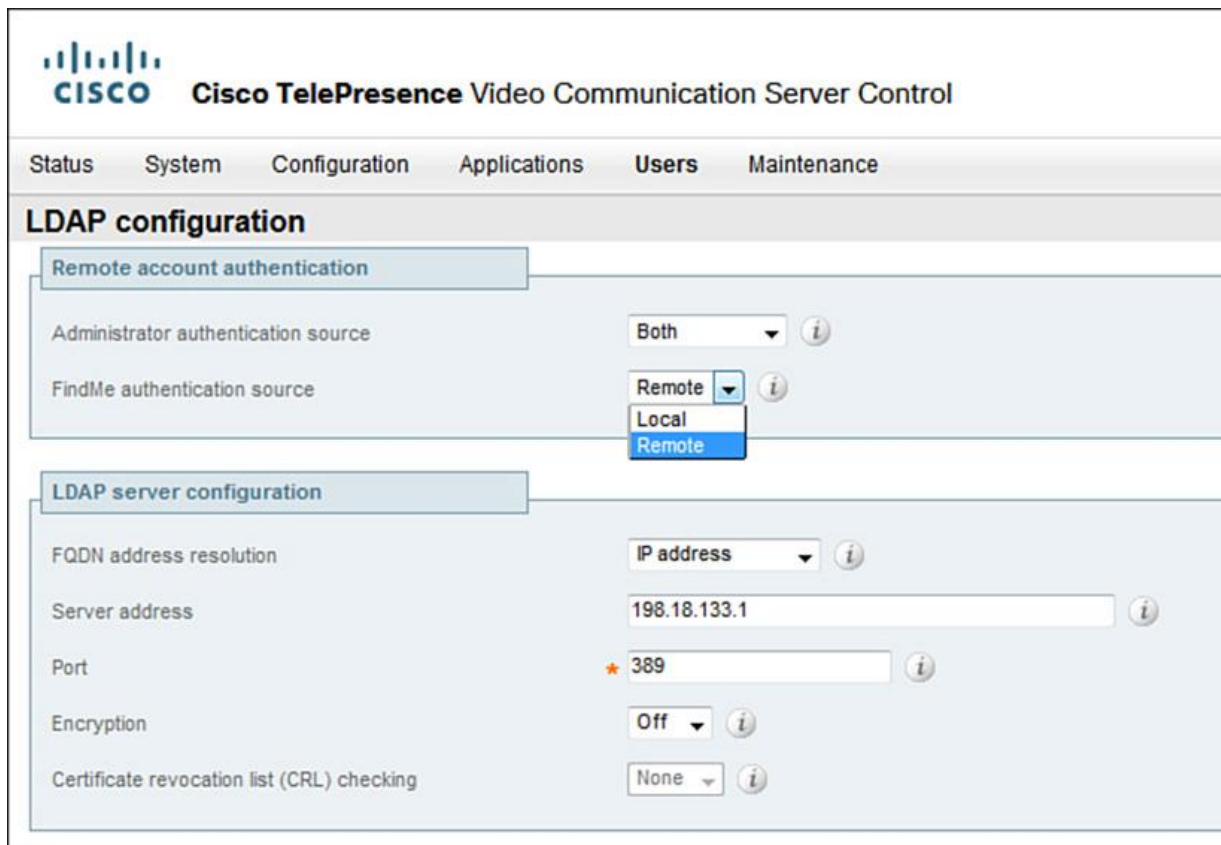 CISCO Cisco TelePresence Video Communication Server Control
Status System Configuration Applications Users Maintenance
LDAP configuration
Remote account authentication
Administrator authentication source Both i
FindMe authentication source Remote i
Local
Remote
LDAP server configuration
FQDN address resolution IP address i
Server address 198.18.133.1 i
Port * 389 i
Encryption Off i
Certificate revocation list (CRL) checking None i